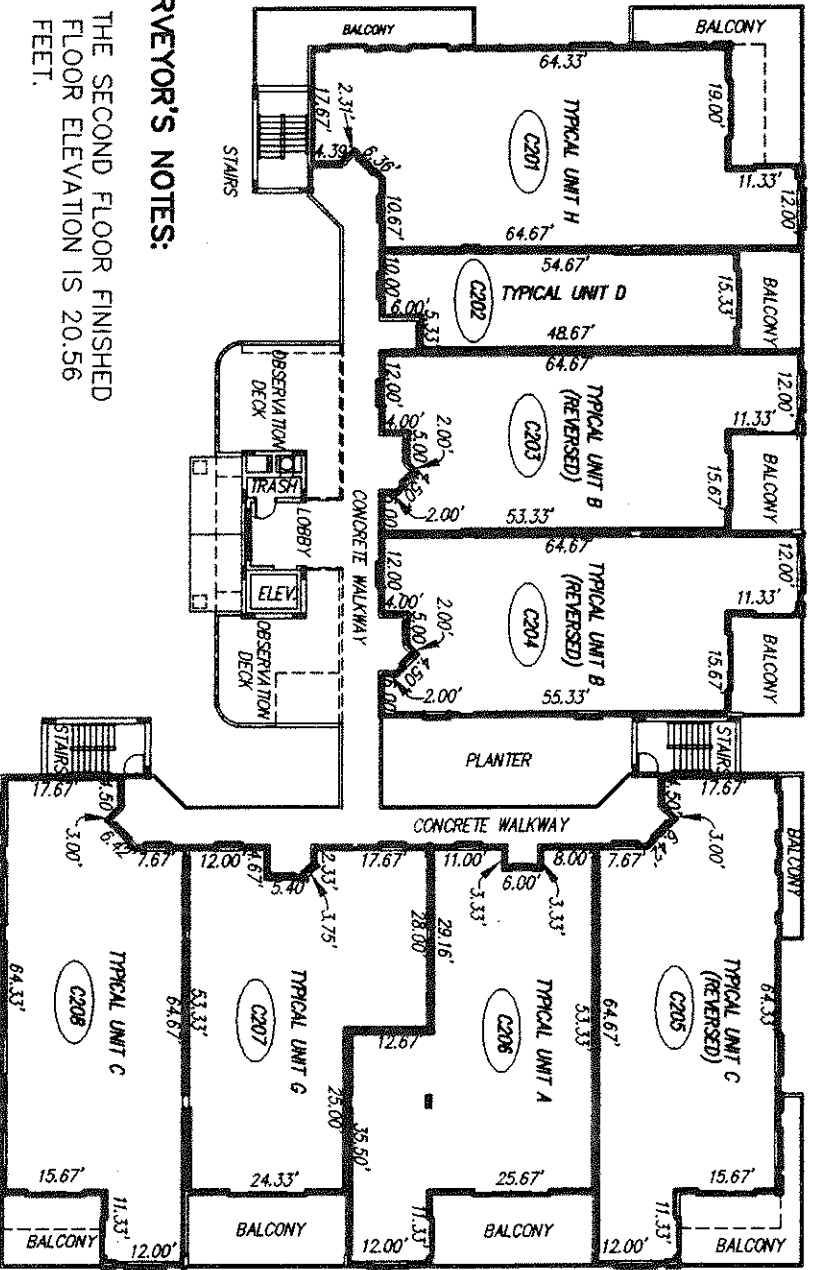 BALCONY
BALCONY
64.33'
19.00'
11.33'
12.00'
TYPICAL UNIT H
C201
2.31'
17.67'
4.39'
6.36'
10.67'
64.67'
STAIRS
54.67'
TYPICAL UNIT D
C202
10.00'
6.00'
5.33'
48.67'
15.33'
BALCONY
64.67'
TYPICAL UNIT B
(REVERSED)
C203
12.00'
4.00'
5.00'
2.00'
4.50'
2.00'
53.33'
12.00'
11.33'
15.67'
BALCONY
64.67'
TYPICAL UNIT B
(REVERSED)
C204
12.00'
4.00'
5.00'
2.00'
4.50'
2.00'
55.33'
12.00'
11.33'
15.67'
BALCONY
OBSERVATION
DECK
TRASH
LOBBY
ELEV.
OBSERVATION
DECK
CONCRETE WALKWAY
PLANTER
STAIRS
STAIRS
CONCRETE WALKWAY
17.67'
4.50'
3.00'
6.42'
7.67'
BALCONY
64.33'
TYPICAL UNIT C
(REVERSED)
C205
64.67'
15.67'
11.33'
12.00'
BALCONY
8.00'
3.33'
6.00'
3.33'
11.00'
53.33'
TYPICAL UNIT A
C206
29.16'
28.00'
12.67'
35.50'
25.00'
25.67'
11.33'
12.00'
BALCONY
17.67'
2.33'
3.75'
5.40'
4.67'
12.00'
TYPICAL UNIT G
C207
53.33'
24.33'
BALCONY
64.67'
TYPICAL UNIT C
C208
17.67'
4.50'
3.00'
6.42'
7.67'
64.33'
15.67'
11.33'
12.00'
BALCONY
RVEYOR'S NOTES:
THE SECOND FLOOR FINISHED
FLOOR ELEVATION IS 20.56
FEET.